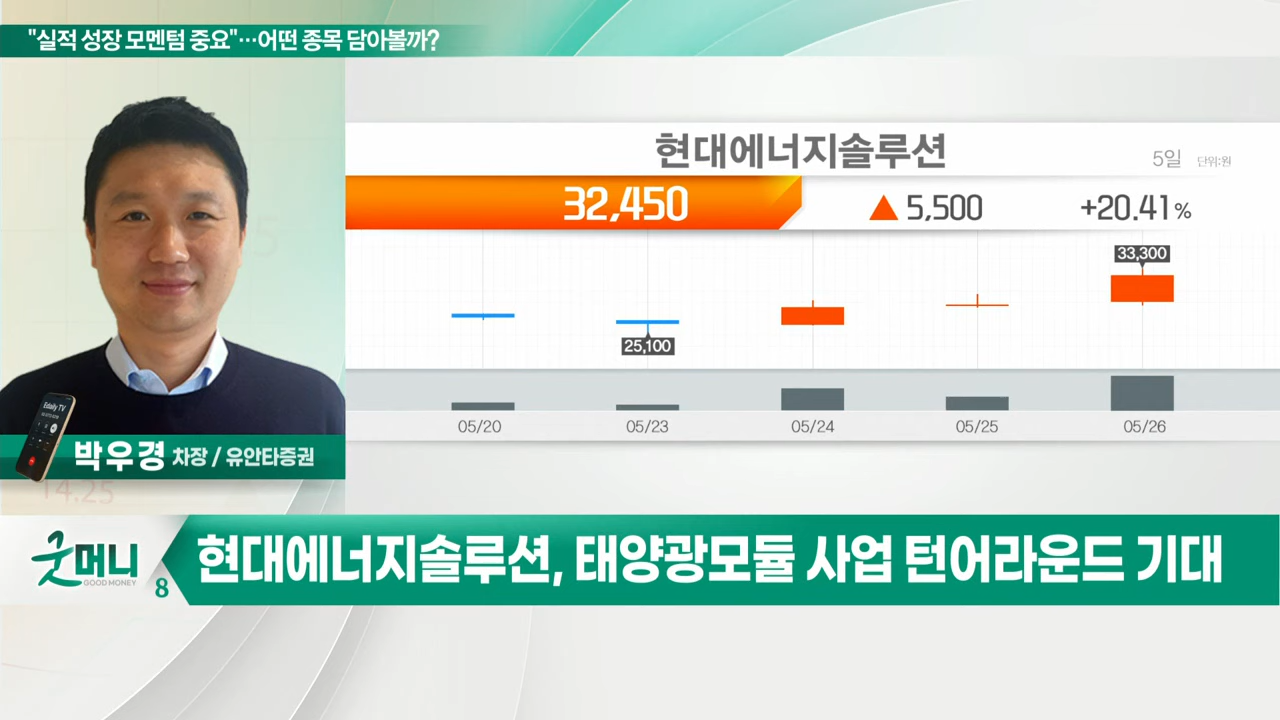 "실적 성장 모멘텀 중요"…어떤 종목 담아볼까?
현대에너지솔루션
5일 단위:원
32,450 ▲ 5,500 +20.41%
33,300
25,100
05/20 05/23 05/24 05/25 05/26
Edaily TV
박우경 차장 / 유안타증권
14.25
굿머니
GOOD MONEY
8
현대에너지솔루션, 태양광모듈 사업 턴어라운드 기대